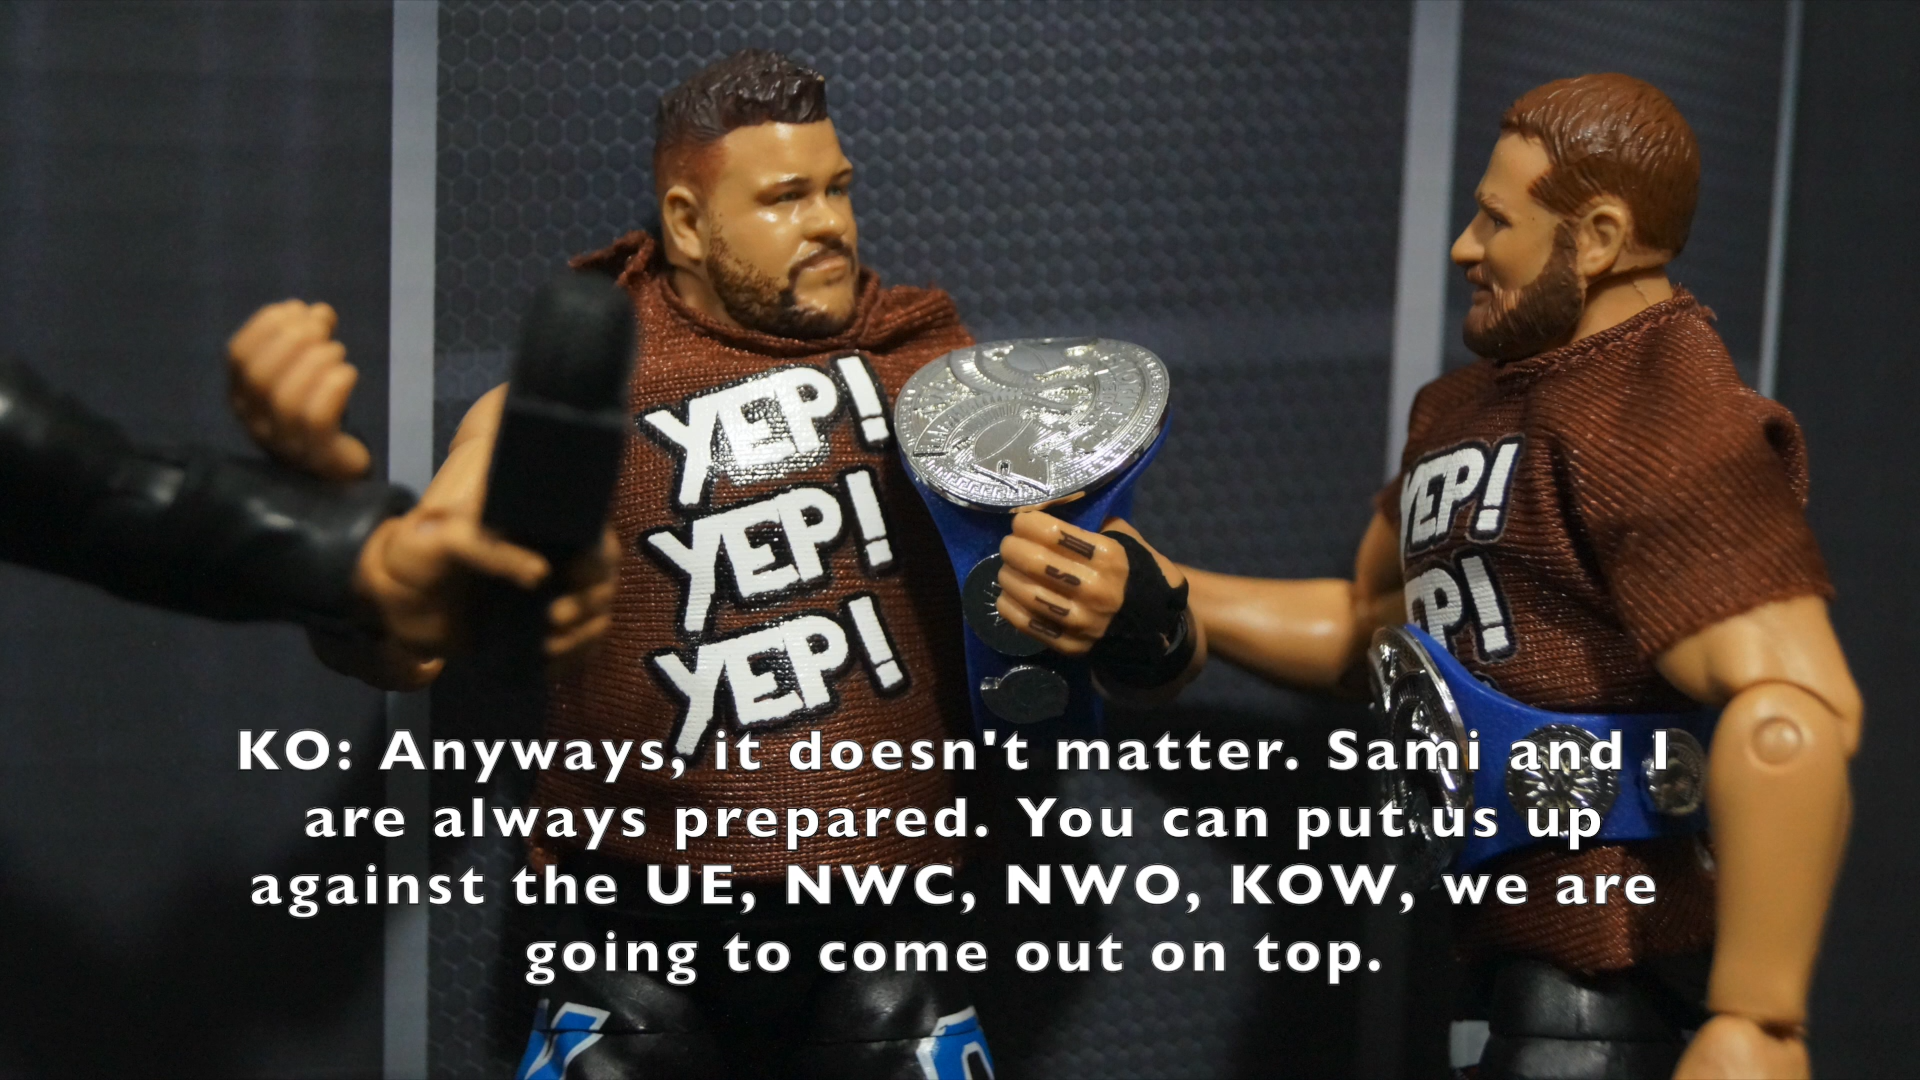 YEP!
YEP!
YEP!
YEP!
KO: Anyways, it doesn't matter. Sami and I
are always prepared. You can put us up
against the UE, NWC, NWO, KOW, we are
going to come out on top.